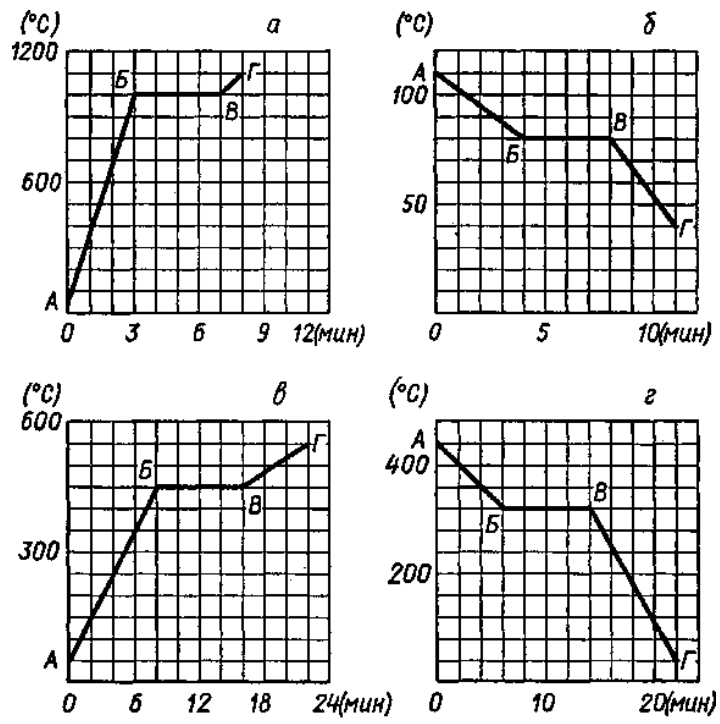 (°C) а
1200
Б
Г
В
600
А
0 3 6 9 12(мин)
(°C) б
А
100
В
Б
50
Г
0 5 10(мин)
(°C) в
600
Г
Б
В
300
А
0 6 12 18 24(мин)
(°C) г
А
400
В
Б
200
Г
0 10 20(мин)